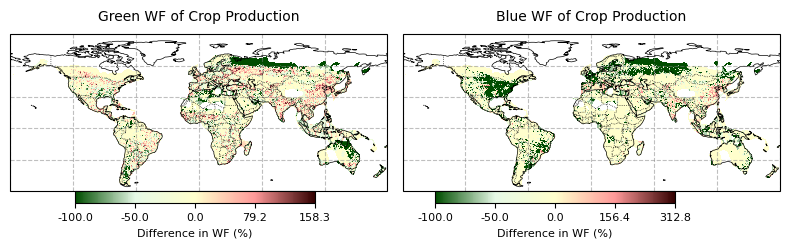 Green WF of Crop Production
Blue WF of Crop Production
-100.0 -50.0 0.0 79.2 158.3
-100.0 -50.0 0.0 156.4 312.8
Difference in WF (%)
Difference in WF (%)